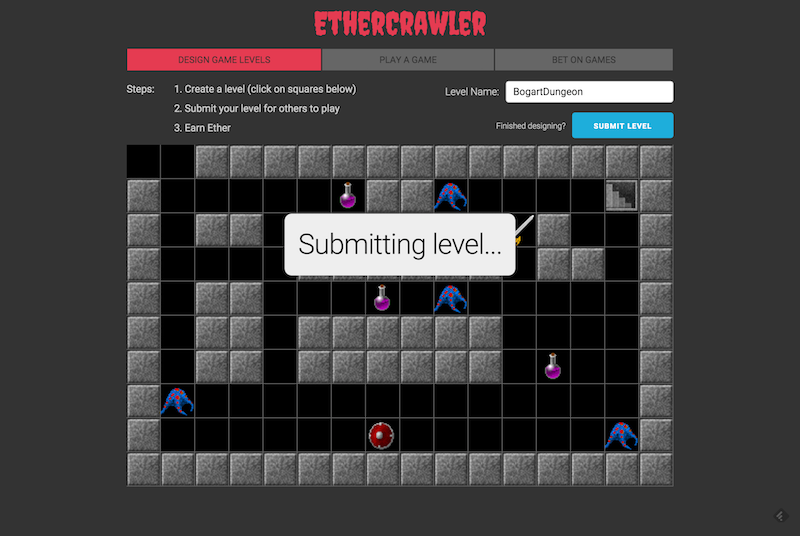 ETHERCRAWLER
DESIGN GAME LEVELS
PLAY A GAME
BET ON GAMES
Steps:
1. Create a level (click on squares below)
2. Submit your level for others to play
3. Earn Ether
Level Name:
BogartDungeon
Finished designing?
SUBMIT LEVEL
Submitting level...